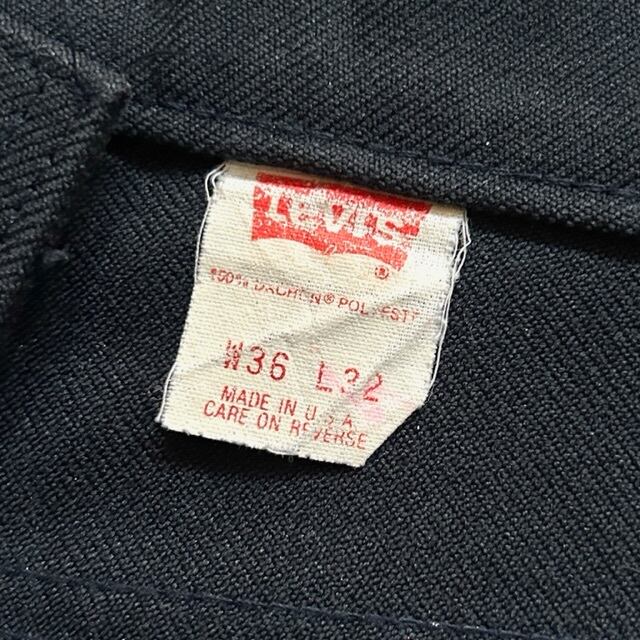 LEVI'S
®
100% DACRON® POLYESTER
W36 L32
MADE IN U.S.A.
CARE ON REVERSE